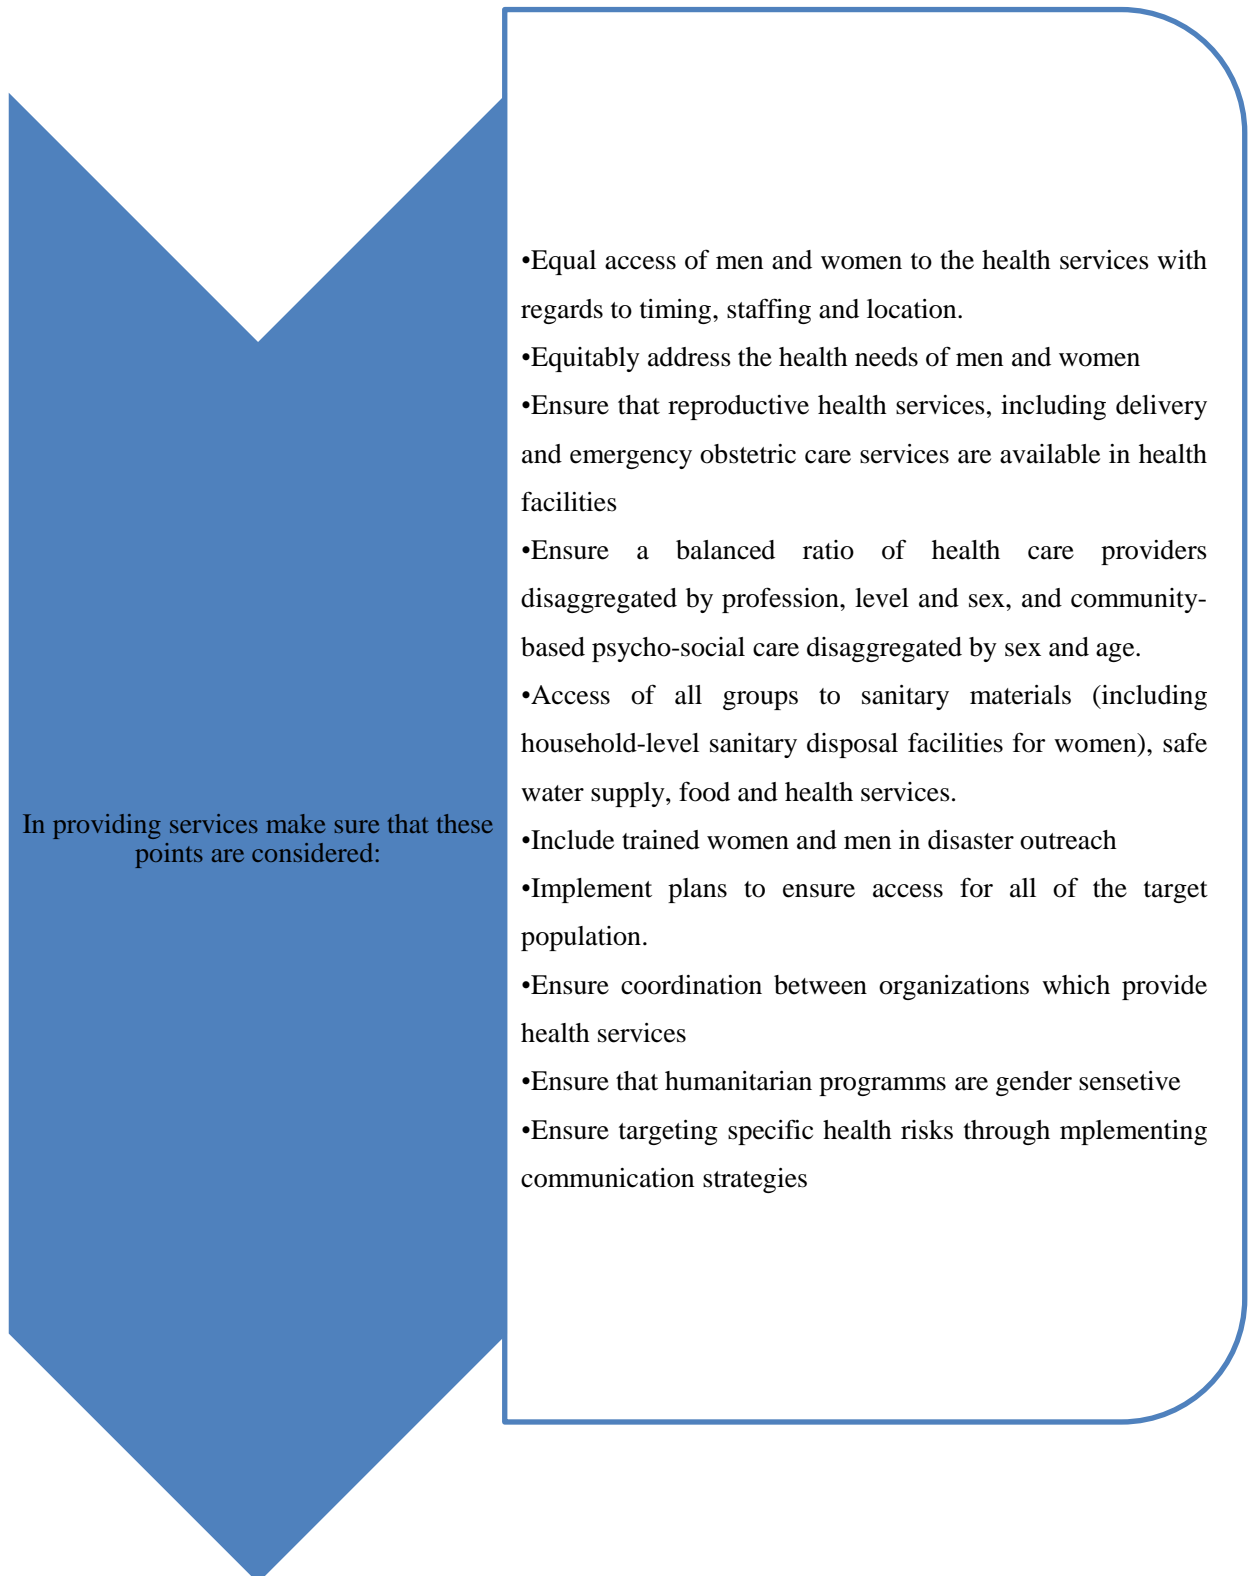 In providing services make sure that these
points are considered:
•Equal access of men and women to the health services with
regards to timing, staffing and location.
•Equitably address the health needs of men and women
•Ensure that reproductive health services, including delivery
and emergency obstetric care services are available in health
facilities
•Ensure a balanced ratio of health care providers
disaggregated by profession, level and sex, and community-
based psycho-social care disaggregated by sex and age.
•Access of all groups to sanitary materials (including
household-level sanitary disposal facilities for women), safe
water supply, food and health services.
•Include trained women and men in disaster outreach
•Implement plans to ensure access for all of the target
population.
•Ensure coordination between organizations which provide
health services
•Ensure that humanitarian programms are gender sensetive
•Ensure targeting specific health risks through mplementing
communication strategies